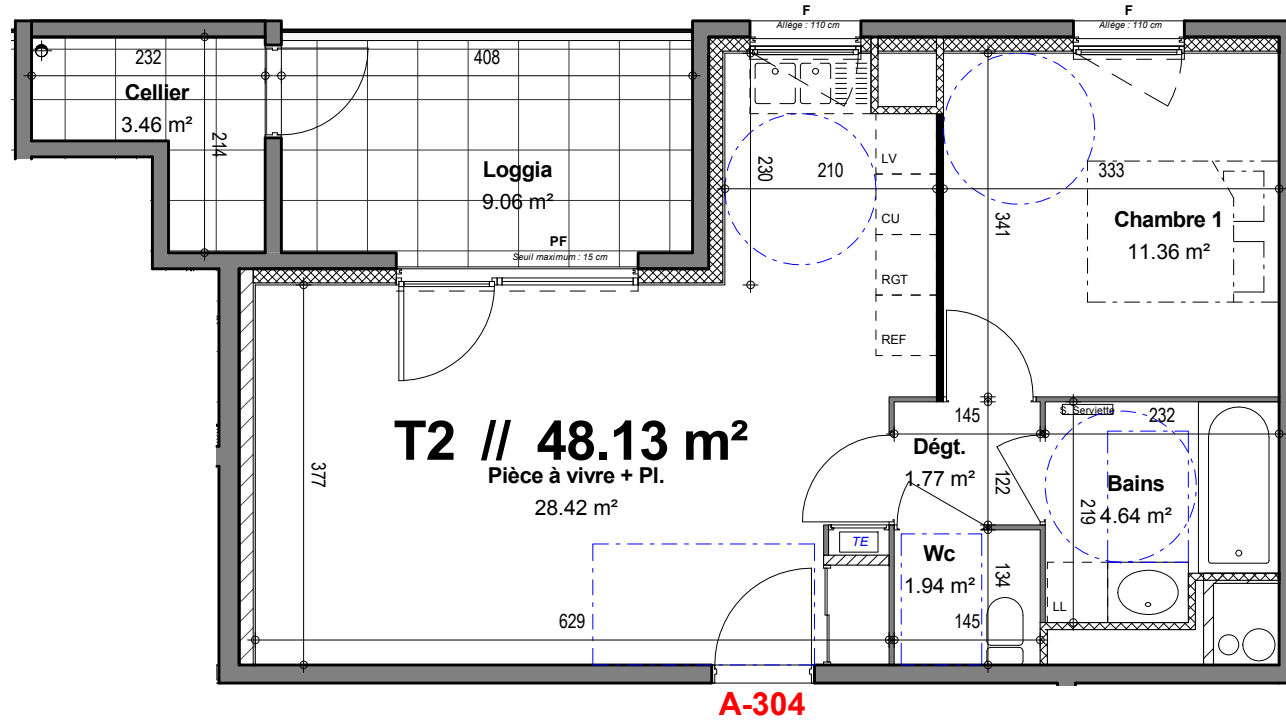 F
Allège : 110 cm
F
Allège : 110 cm
232
408
Cellier
3.46 m²
214
Loggia
9.06 m²
230
210
LV
333
CU
341
Chambre 1
11.36 m²
PF
Seuil maximum : 15 cm
RGT
REF
T2 // 48.13 m²
Pièce à vivre + Pl.
28.42 m²
377
145
S. Serviette
232
Dégt.
1.77 m²
122
Bains
4.64 m²
219
TE
Wc
1.94 m²
134
LL
629
145
A-304